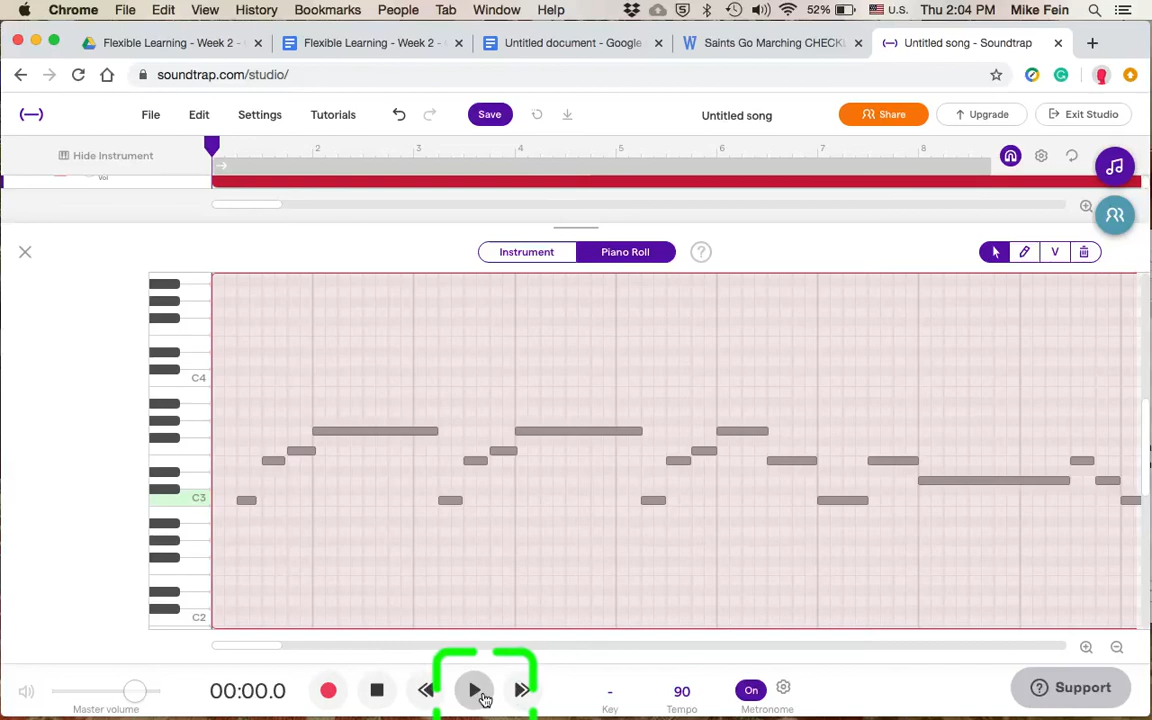 Chrome File Edit View History Bookmarks People Tab Window Help 5 52% U.S. Thu 2:04 PM Mike Fein
Flexible Learning - Week 2 - Flexible Learning - Week 2 - Untitled document - Google Saints Go Marching CHECKL Untitled song - Soundtrap
soundtrap.com/studio/
File Edit Settings Tutorials Save Untitled song Share Upgrade Exit Studio
Hide Instrument 2 3 4 5 6 7 8
Vol
Instrument Piano Roll ? V
C4
C3
C2
00:00.0 - 90 On Support
Master volume Key Tempo Metronome